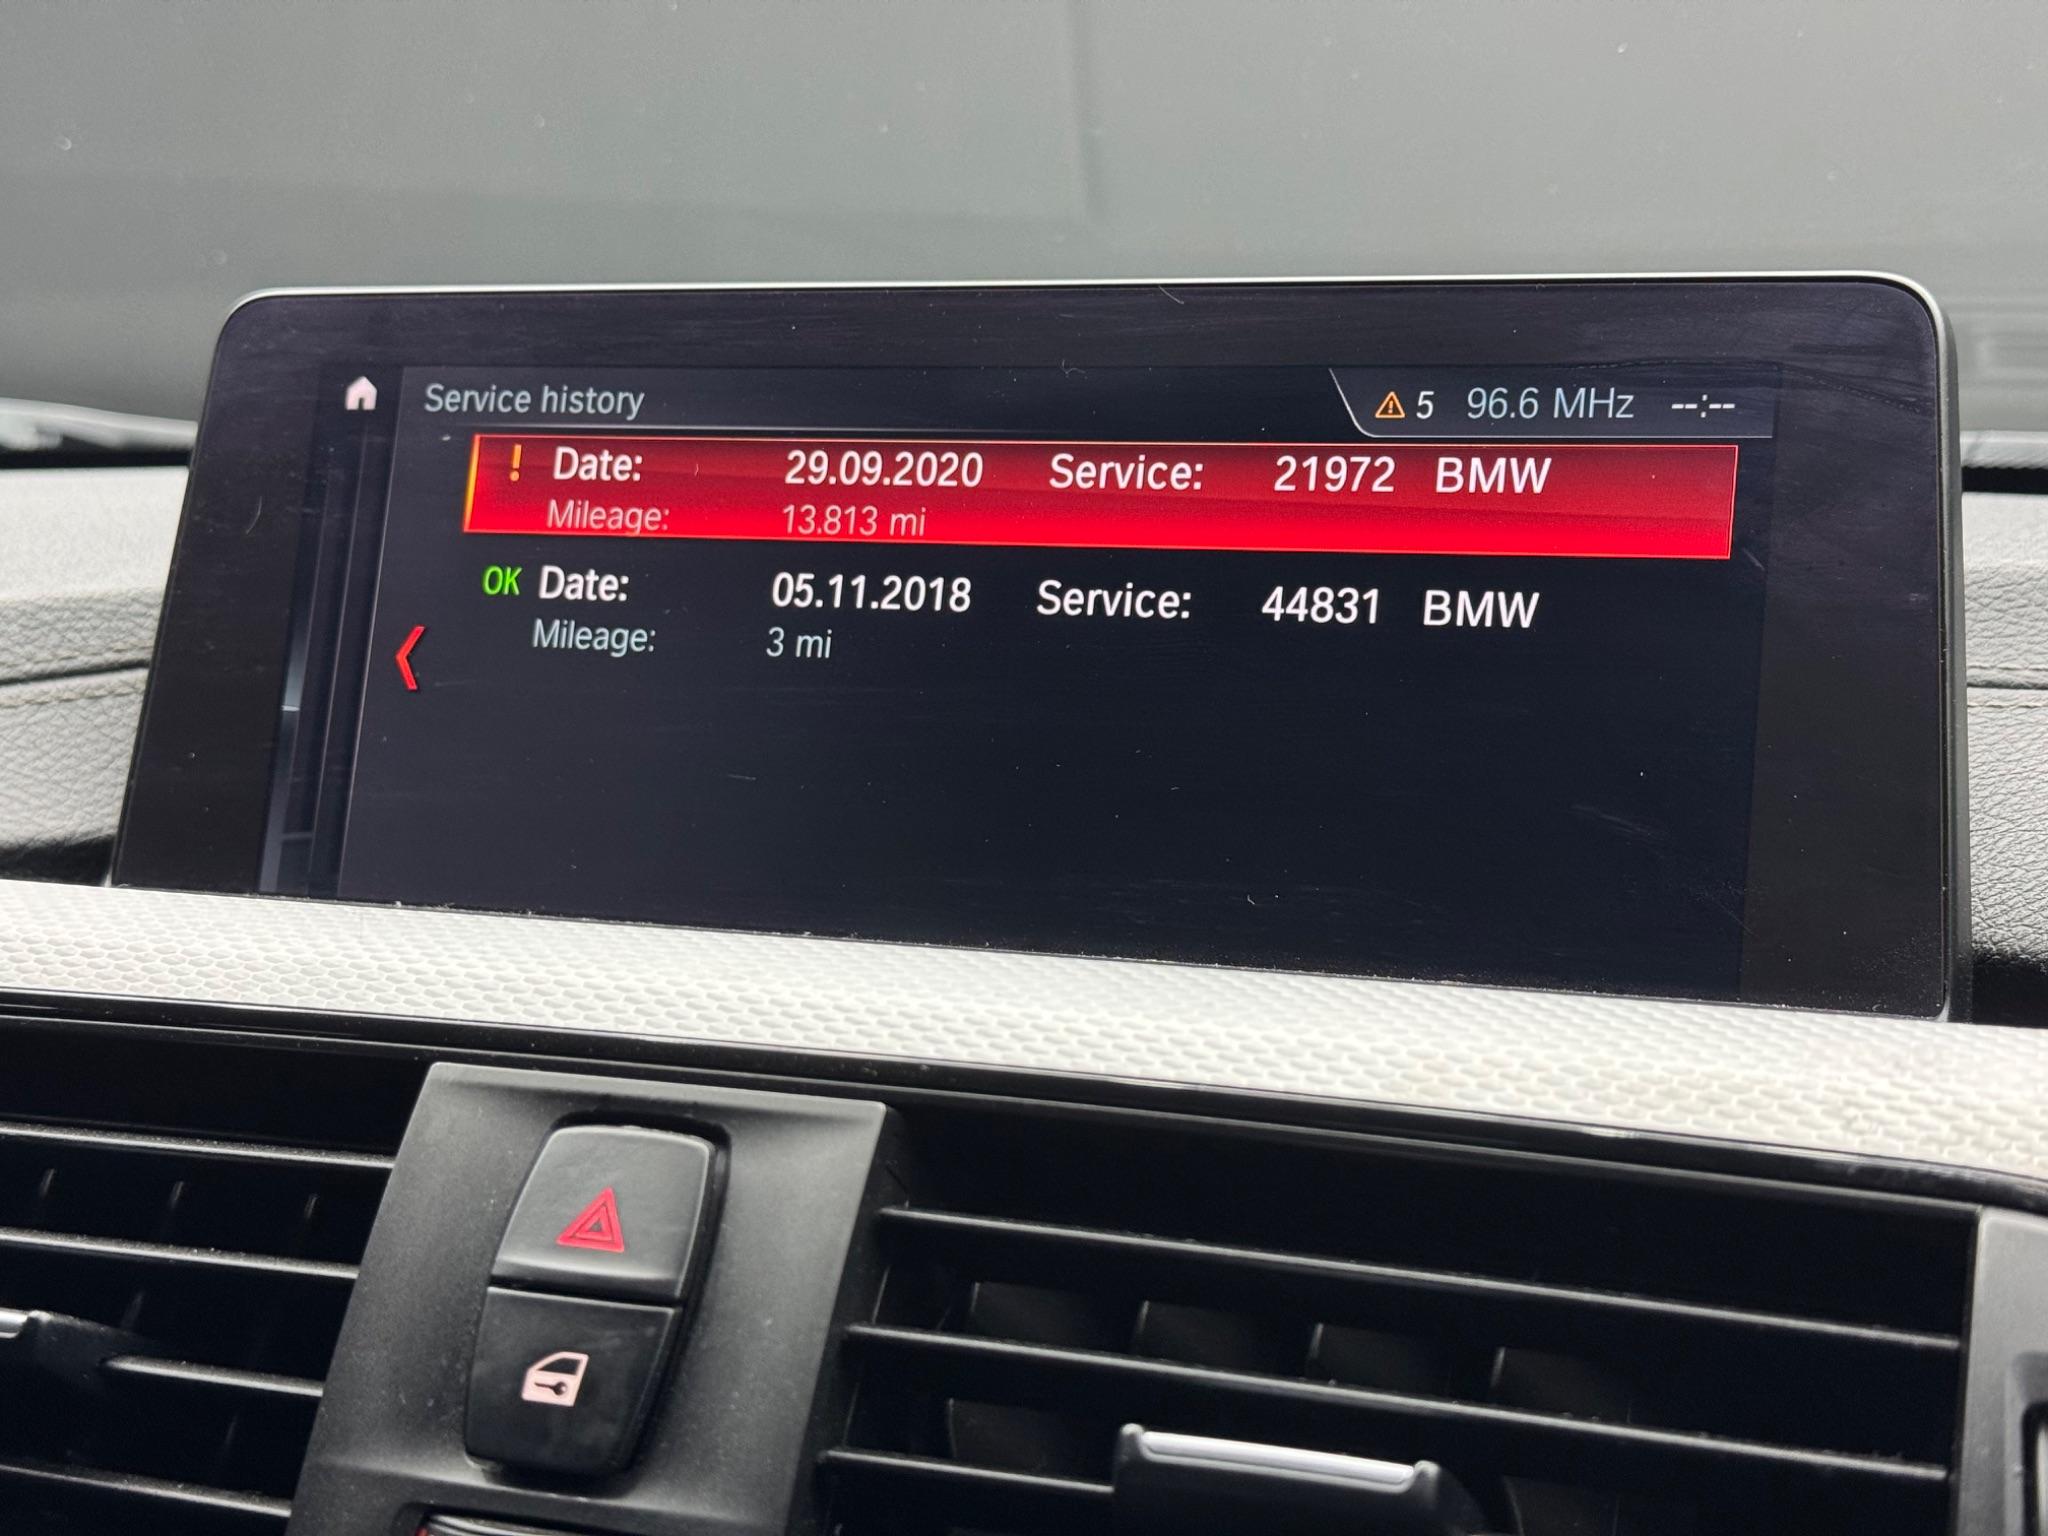 Service history 5 96.6 MHz --:--
! Date: 29.09.2020 Service: 21972 BMW
Mileage: 13.813 mi
OK Date: 05.11.2018 Service: 44831 BMW
Mileage: 3 mi